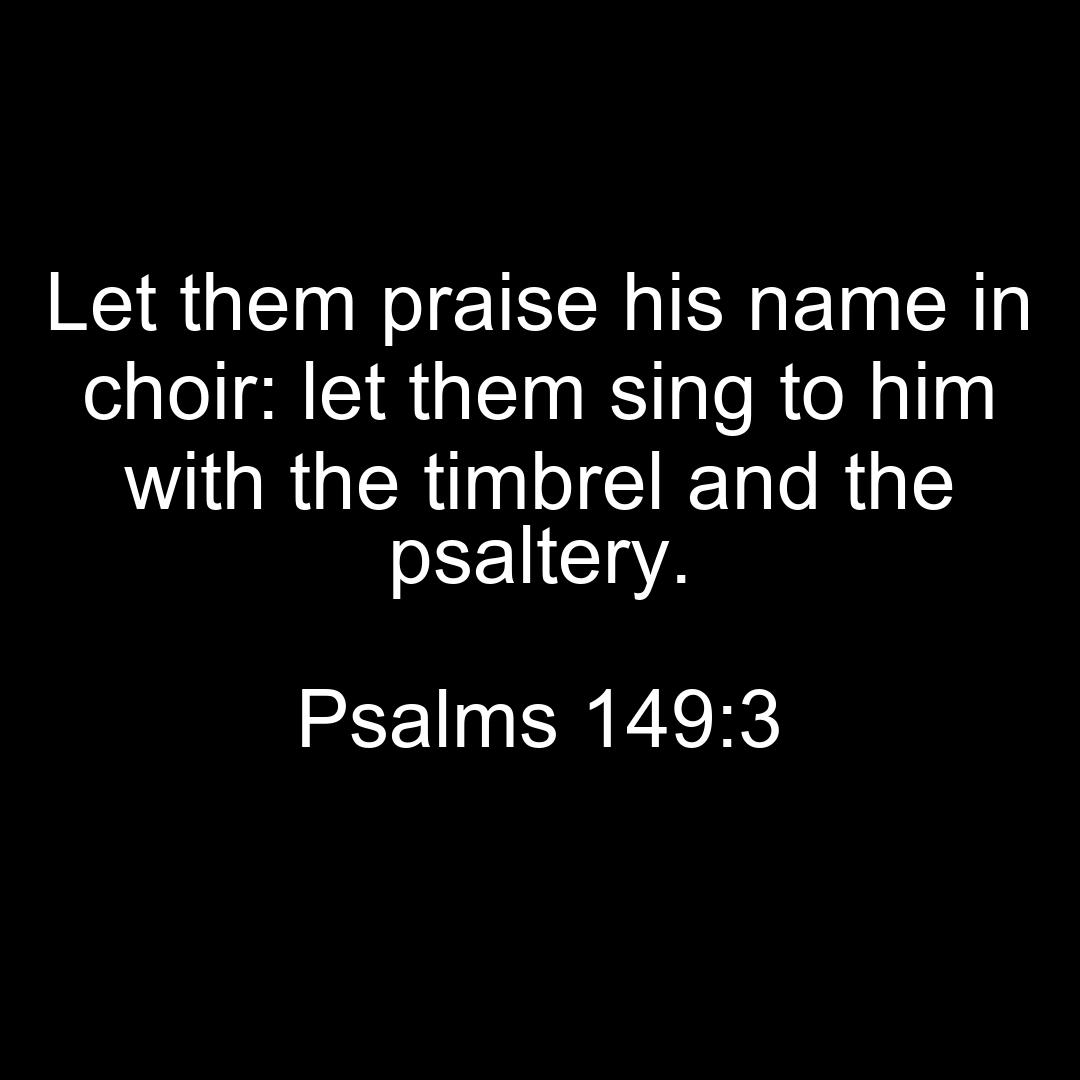 Let them praise his name in
choir: let them sing to him
with the timbrel and the
psaltery.
Psalms 149:3